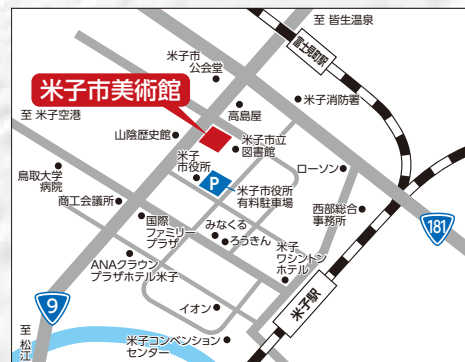 至 皆生温泉
富士見町駅
米子市
公会堂
米子市美術館
高島屋
米子消防署
至 米子空港
山陰歴史館
米子市立
図書館
米子
市役所
鳥取大学
病院
P
米子市役所
有料駐車場
ローソン
商工会議所
西部総合
事務所
国際
ファミリー
プラザ
みなくる
ろうきん
181
ANAクラウン
プラザホテル米子
米子
ワシントン
ホテル
米子駅
9
イオン
至 松江
米子コンベンション
センター